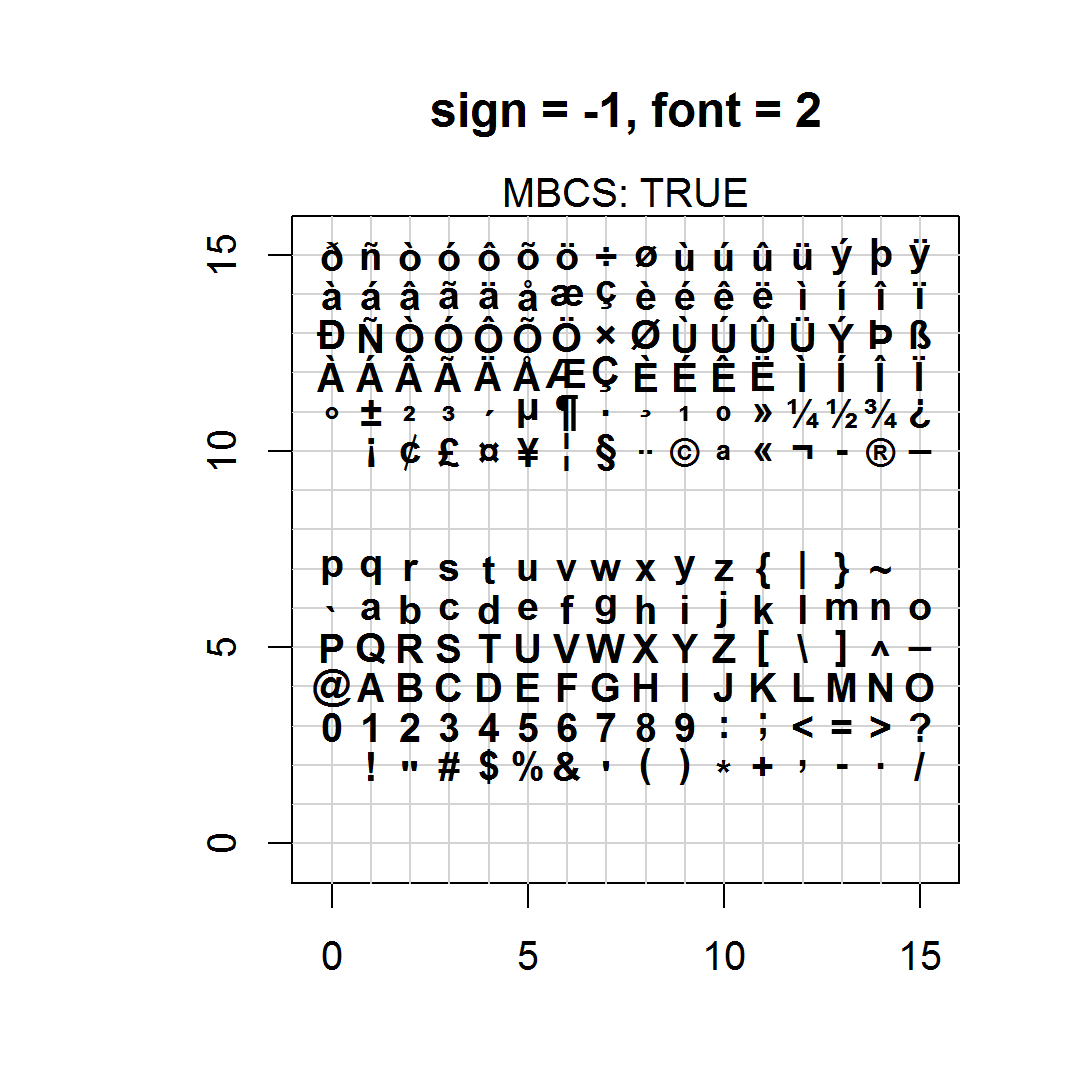 sign = -1, font = 2
MBCS: TRUE
15
ð ñ ò ó ô õ ö ÷ ø ù ú û ü ý þ ÿ
à á â ã ä å æ ç è é ê ë ì í î ï
Ð Ñ Ò Ó Ô Õ Ö × Ø Ù Ú Û Ü Ý Þ ß
À Á Â Ã Ä Å Æ Ç È É Ê Ë Ì Í Î Ï
° ± ² ³ ´ µ ¶ · ¸ ¹ º » ¼ ½ ¾ ¿
10
¡ ¢ £ ¤ ¥ ¦ § ¨ © ª « ¬ - ® ¯
p q r s t u v w x y z { | } ~
` a b c d e f g h i j k l m n o
5
P Q R S T U V W X Y Z [ \ ] ^ _
@ A B C D E F G H I J K L M N O
0 1 2 3 4 5 6 7 8 9 : ; < = > ?
! " # $ % & ' ( ) * + , - . /
0
0 5 10 15